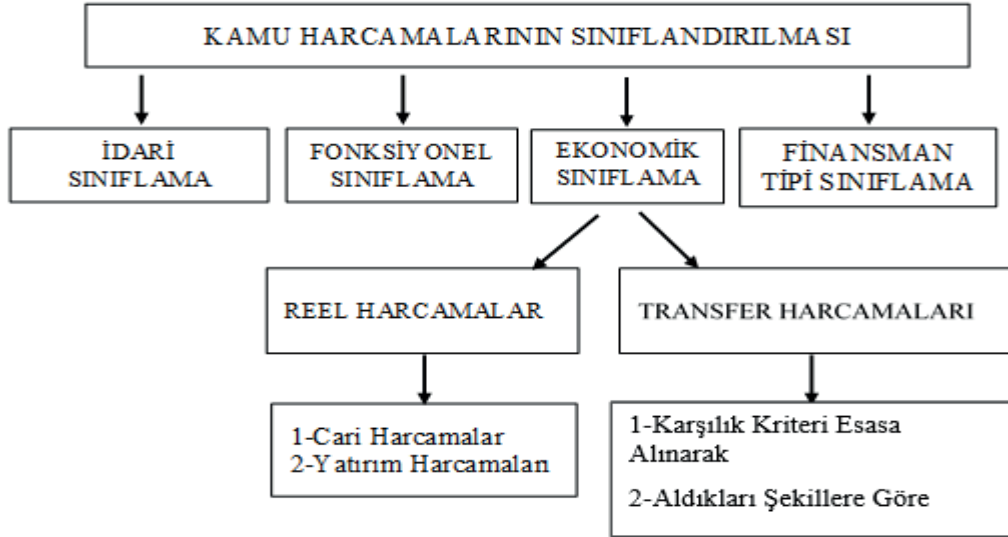 KAMU HARCAMALARININ SINIFLANDIRILMASI
İDARİ
SINIFLAMA
FONKSİYONEL
SINIFLAMA
EKONOMİK
SINIFLAMA
FİNANSMAN
TİPİ SINIFLAMA
REEL HARCAMALAR
TRANSFER HARCAMALARI
1-Cari Harcamalar
2-Yatırım Harcamaları
1-Karşılık Kriteri Esasa
Alınarak
2-Aldıkları Şekillere Göre